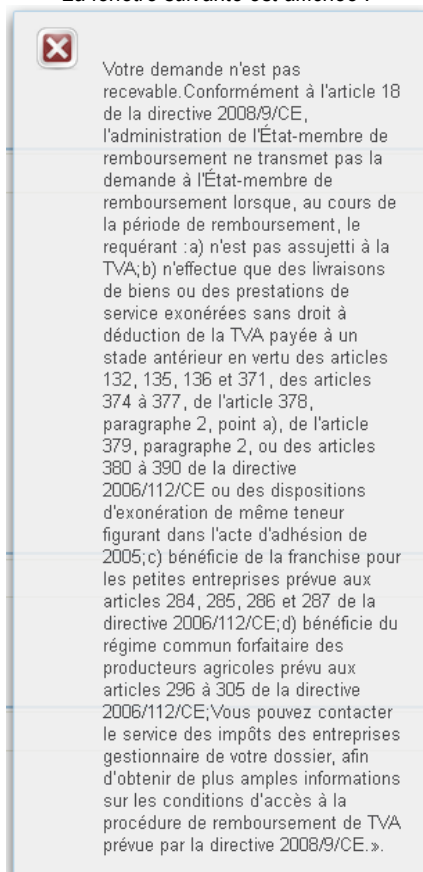 Votre demande n'est pas
recevable.Conformément à l'article 18
de la directive 2008/9/CE,
l'administration de l'État-membre de
remboursement ne transmet pas la
demande à l'État-membre de
remboursement lorsque, au cours de
la période de remboursement, le
requérant :a) n'est pas assujetti à la
TVA;b) n'effectue que des livraisons
de biens ou des prestations de
service exonérées sans droit à
déduction de la TVA payée à un
stade antérieur en vertu des articles
132, 135, 136 et 371, des articles
374 à 377, de l'article 378,
paragraphe 2, point a), de l'article
379, paragraphe 2, ou des articles
380 à 390 de la directive
2006/112/CE ou des dispositions
d'exonération de même teneur
figurant dans l'acte d'adhésion de
2005;c) bénéficie de la franchise pour
les petites entreprises prévue aux
articles 284, 285, 286 et 287 de la
directive 2006/112/CE;d) bénéficie du
régime commun forfaitaire des
producteurs agricoles prévu aux
articles 296 à 305 de la directive
2006/112/CE;Vous pouvez contacter
le service des impôts des entreprises
gestionnaire de votre dossier, afin
d'obtenir de plus amples informations
sur les conditions d'accès à la
procédure de remboursement de TVA
prévue par la directive 2008/9/CE.».